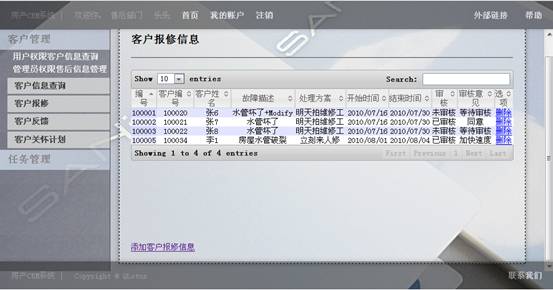 用户CRM系统 | 欢迎你, 售后部门 乐乐 首页 我的账户 注销 外部链接 帮助
客户管理
用户权限客户信息查询
管理员权限售后信息管理
客户信息查询
客户报修
客户反馈
客户关怀计划
任务管理
客户报修信息
Show 10 entries Search:
编号 客户编号 客户姓名 故障描述 处理方案 开始时间 结束时间 审核 审核意见 选项
100001 100020 张6 水管坏了+Modify 明天拍雄修工 2010/07/16 2010/07/30 未审核 等待审核 删除
100002 100021 张7 水管坏了 明天拍维修工 2010/07/16 2010/07/30 已审核 同意 删除
100003 100022 张8 水管坏了 明天拍维修工 2010/07/16 2010/07/30 未审核 等待审核 删除
100005 100034 李1 房屋水管破裂 立刻来人修 2010/08/01 2010/08/04 已审核 加快速度 删除
Showing 1 to 4 of 4 entries First Previous 1 Next Last
添加客户报修信息
用户CRM系统 | Copyright © 联系我们